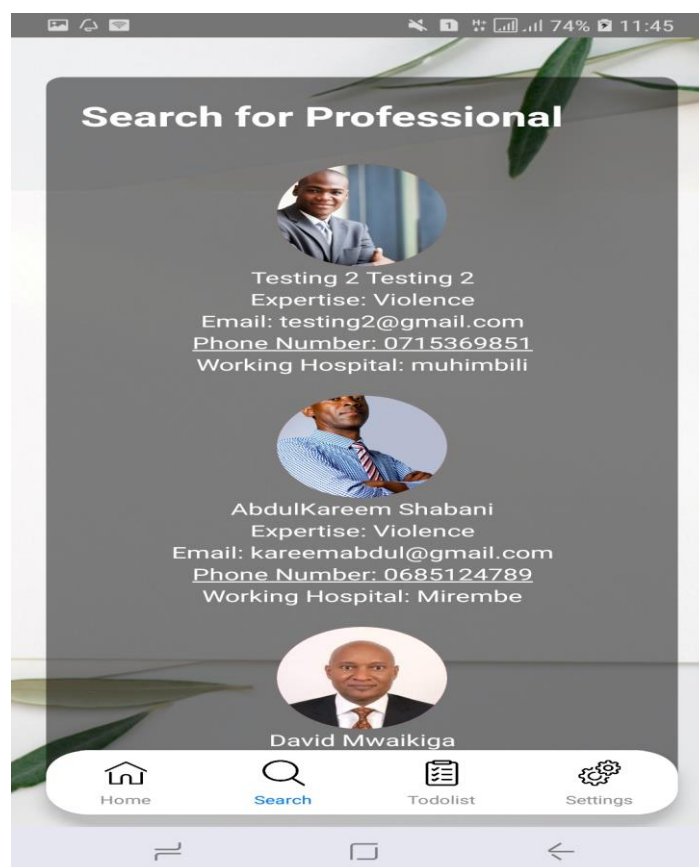 74% 11:45
Search for Professional
Testing 2 Testing 2
Expertise: Violence
Email: testing2@gmail.com
Phone Number: 0715369851
Working Hospital: muhimbili
AbdulKareem Shabani
Expertise: Violence
Email: kareemabdul@gmail.com
Phone Number: 0685124789
Working Hospital: Mirembe
David Mwaikiga
Home Search Todolist Settings